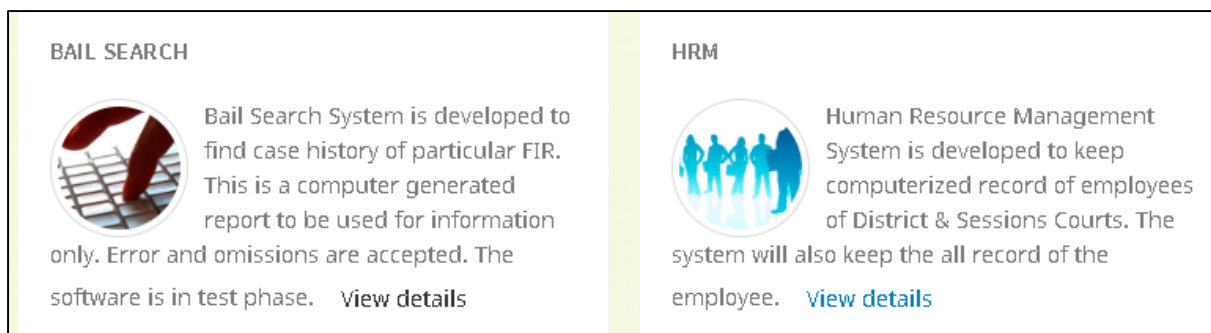 BAIL SEARCH
Bail Search System is developed to
find case history of particular FIR.
This is a computer generated
report to be used for information
only. Error and omissions are accepted. The
software is in test phase. View details
HRM
Human Resource Management
System is developed to keep
computerized record of employees
of District & Sessions Courts. The
system will also keep the all record of the
employee. View details